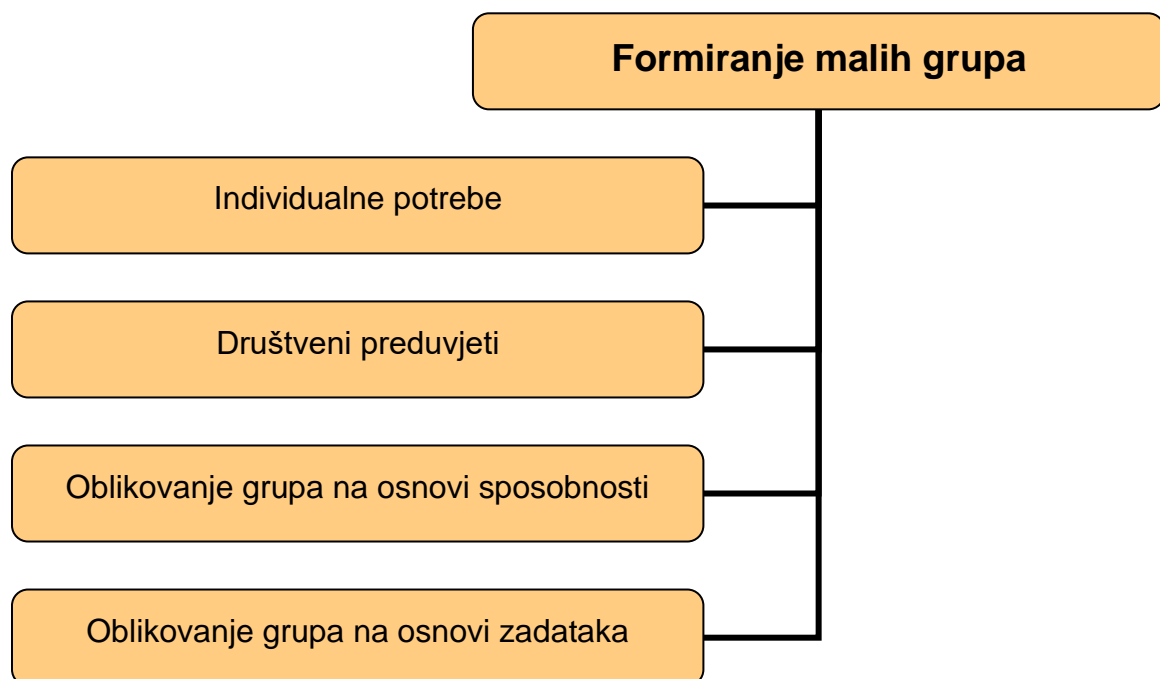 Formiranje malih grupa
Individualne potrebe
Društveni preduvjeti
Oblikovanje grupa na osnovi sposobnosti
Oblikovanje grupa na osnovi zadataka